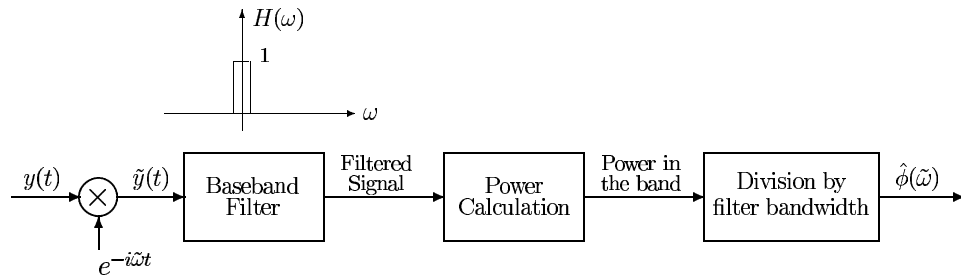 H(ω)
1
ω
y(t)
ỹ(t)
×
e^{−iω̃t}
Baseband
Filter
Filtered
Signal
Power
Calculation
Power in
the band
Division by
filter bandwidth
φ̂(ω̃)